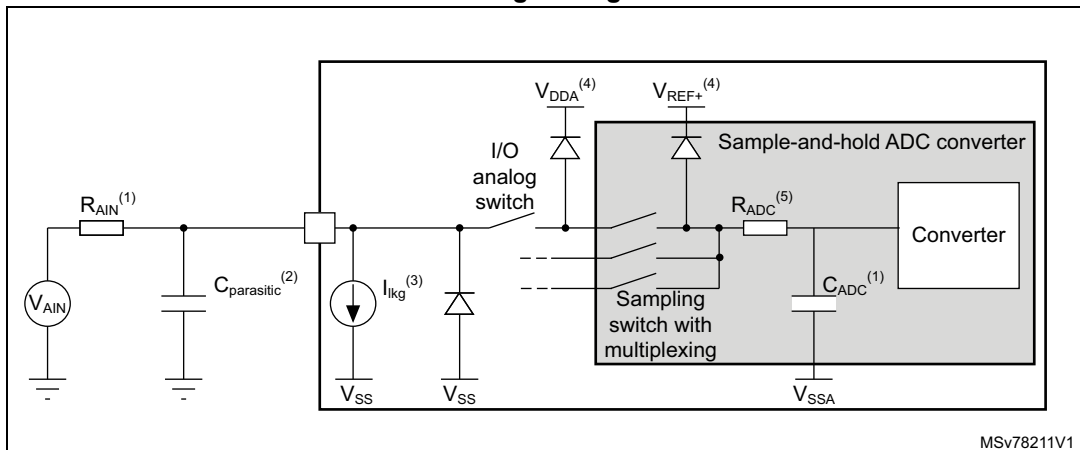 V_DDA(4)
V_REF+(4)
Sample-and-hold ADC converter
I/O
analog
switch
R_AIN(1)
R_ADC(5)
Converter
V_AIN
C_parasitic(2)
I_lkg(3)
C_ADC(1)
Sampling
switch with
multiplexing
V_SS
V_SS
V_SSA
MSv78211V1